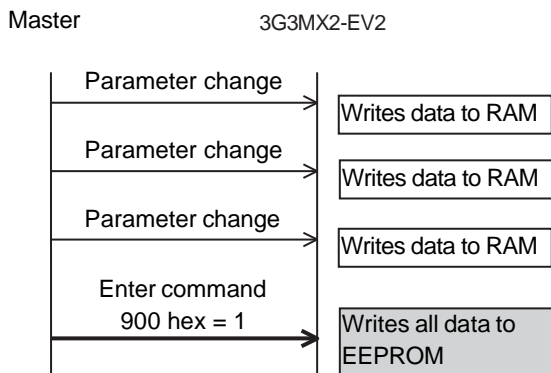 Master
3G3MX2-EV2
Parameter change
Writes data to RAM
Parameter change
Writes data to RAM
Parameter change
Writes data to RAM
Enter command
900 hex = 1
Writes all data to
EEPROM